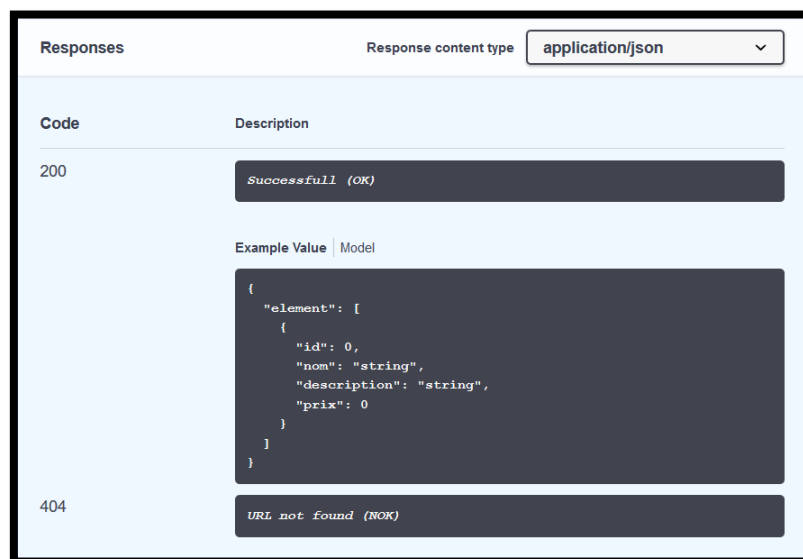 Responses Response content type application/json
Code Description
200 Successfull (OK)
Example Value Model
{
"element": [
{
"id": 0,
"nom": "string",
"description": "string",
"prix": 0
}
]
}
404 URL not found (NOK)